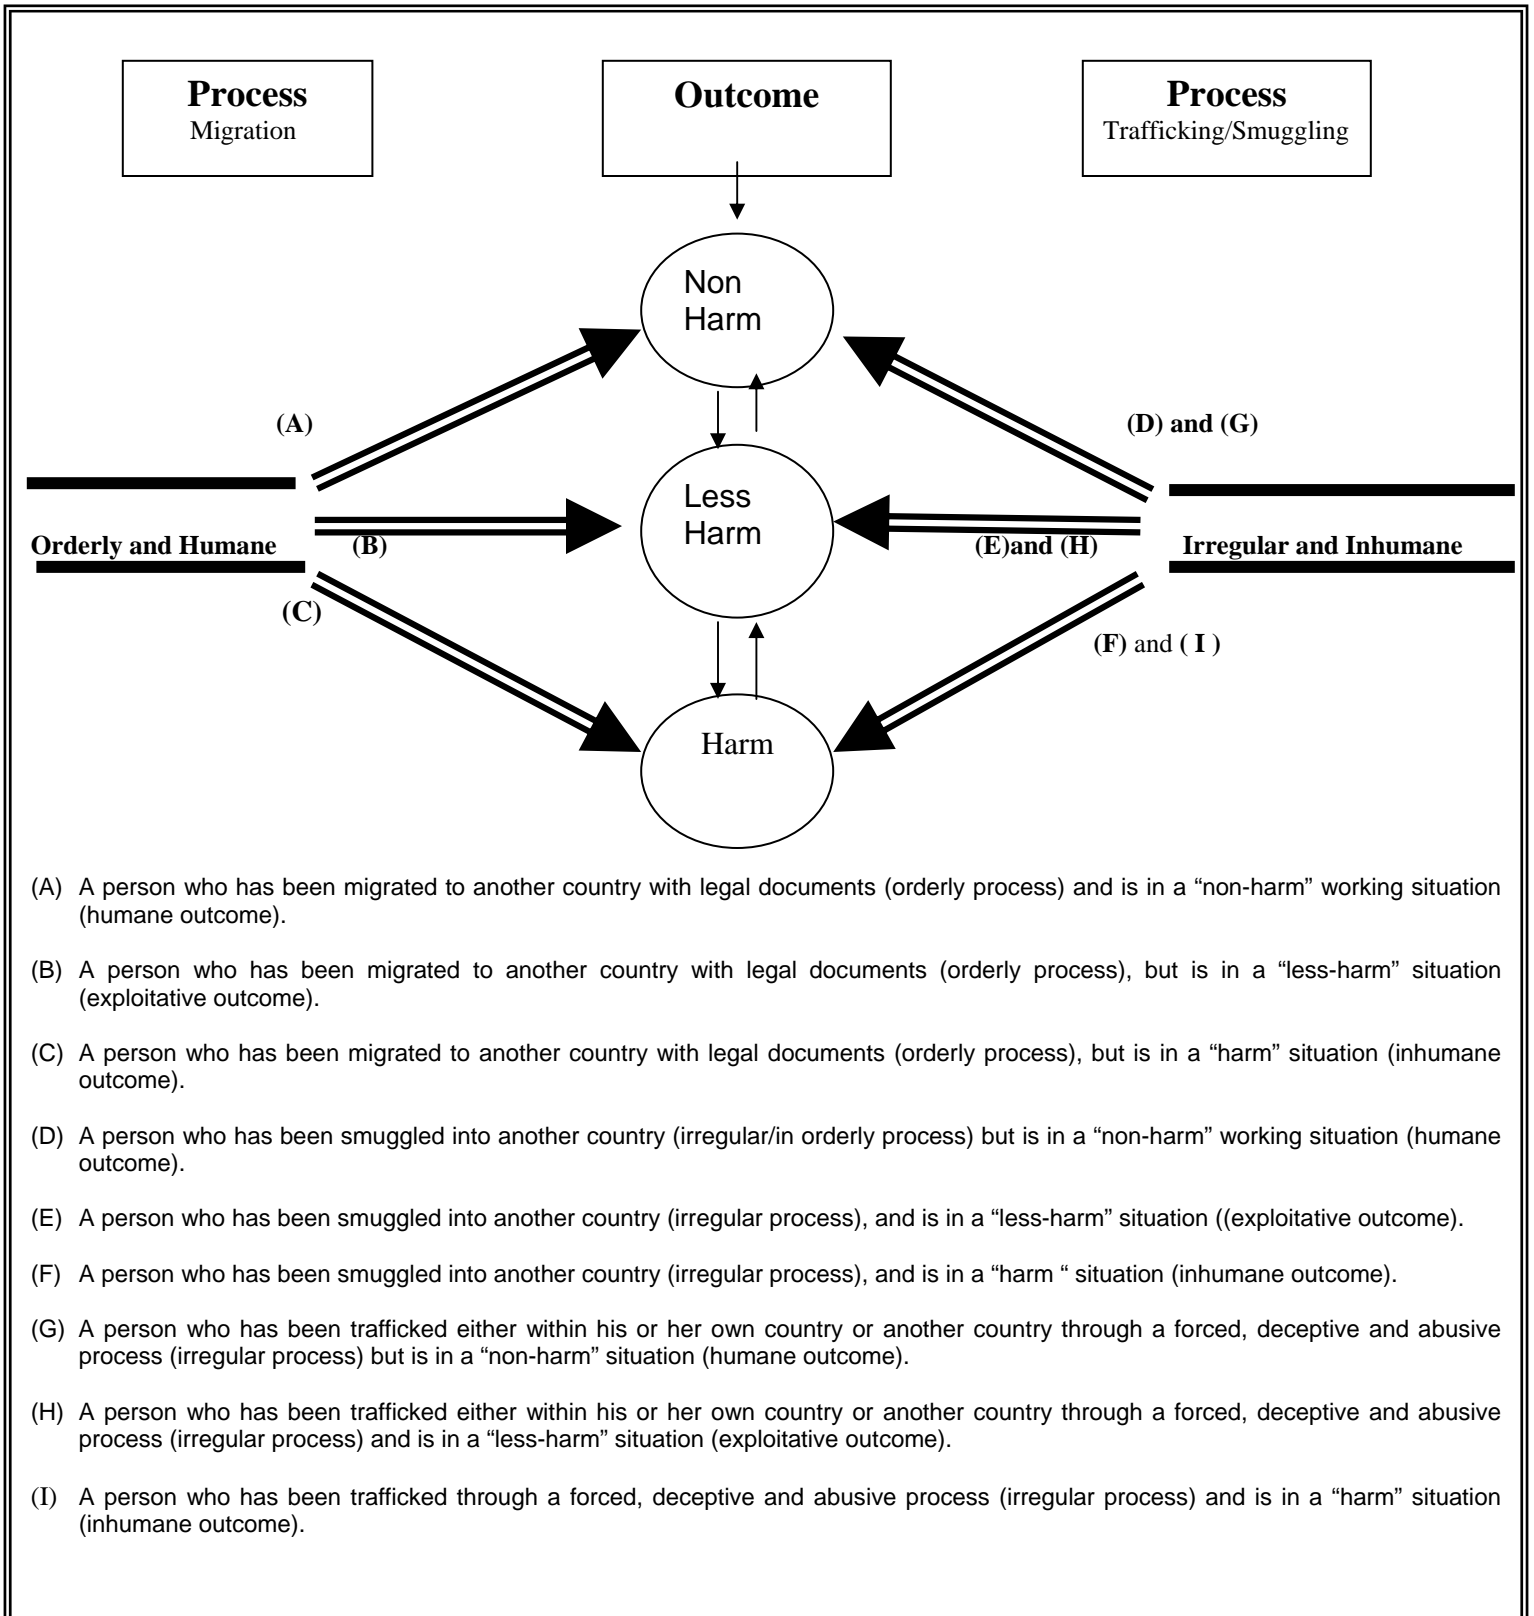 Process
Migration
Outcome
Process
Trafficking/Smuggling
Non
Harm
(A)
(D) and (G)
Less
Harm
Orderly and Humane
(B)
(E)and (H)
Irregular and Inhumane
(C)
(F) and ( I )
Harm
(A) A person who has been migrated to another country with legal documents (orderly process) and is in a “non-harm” working situation
(humane outcome).
(B) A person who has been migrated to another country with legal documents (orderly process), but is in a “less-harm” situation
(exploitative outcome).
(C) A person who has been migrated to another country with legal documents (orderly process), but is in a “harm” situation (inhumane
outcome).
(D) A person who has been smuggled into another country (irregular/in orderly process) but is in a “non-harm” working situation (humane
outcome).
(E) A person who has been smuggled into another country (irregular process), and is in a “less-harm” situation ((exploitative outcome).
(F) A person who has been smuggled into another country (irregular process), and is in a “harm “ situation (inhumane outcome).
(G) A person who has been trafficked either within his or her own country or another country through a forced, deceptive and abusive
process (irregular process) but is in a “non-harm” situation (humane outcome).
(H) A person who has been trafficked either within his or her own country or another country through a forced, deceptive and abusive
process (irregular process) and is in a “less-harm” situation (exploitative outcome).
(I) A person who has been trafficked through a forced, deceptive and abusive process (irregular process) and is in a “harm” situation
(inhumane outcome).